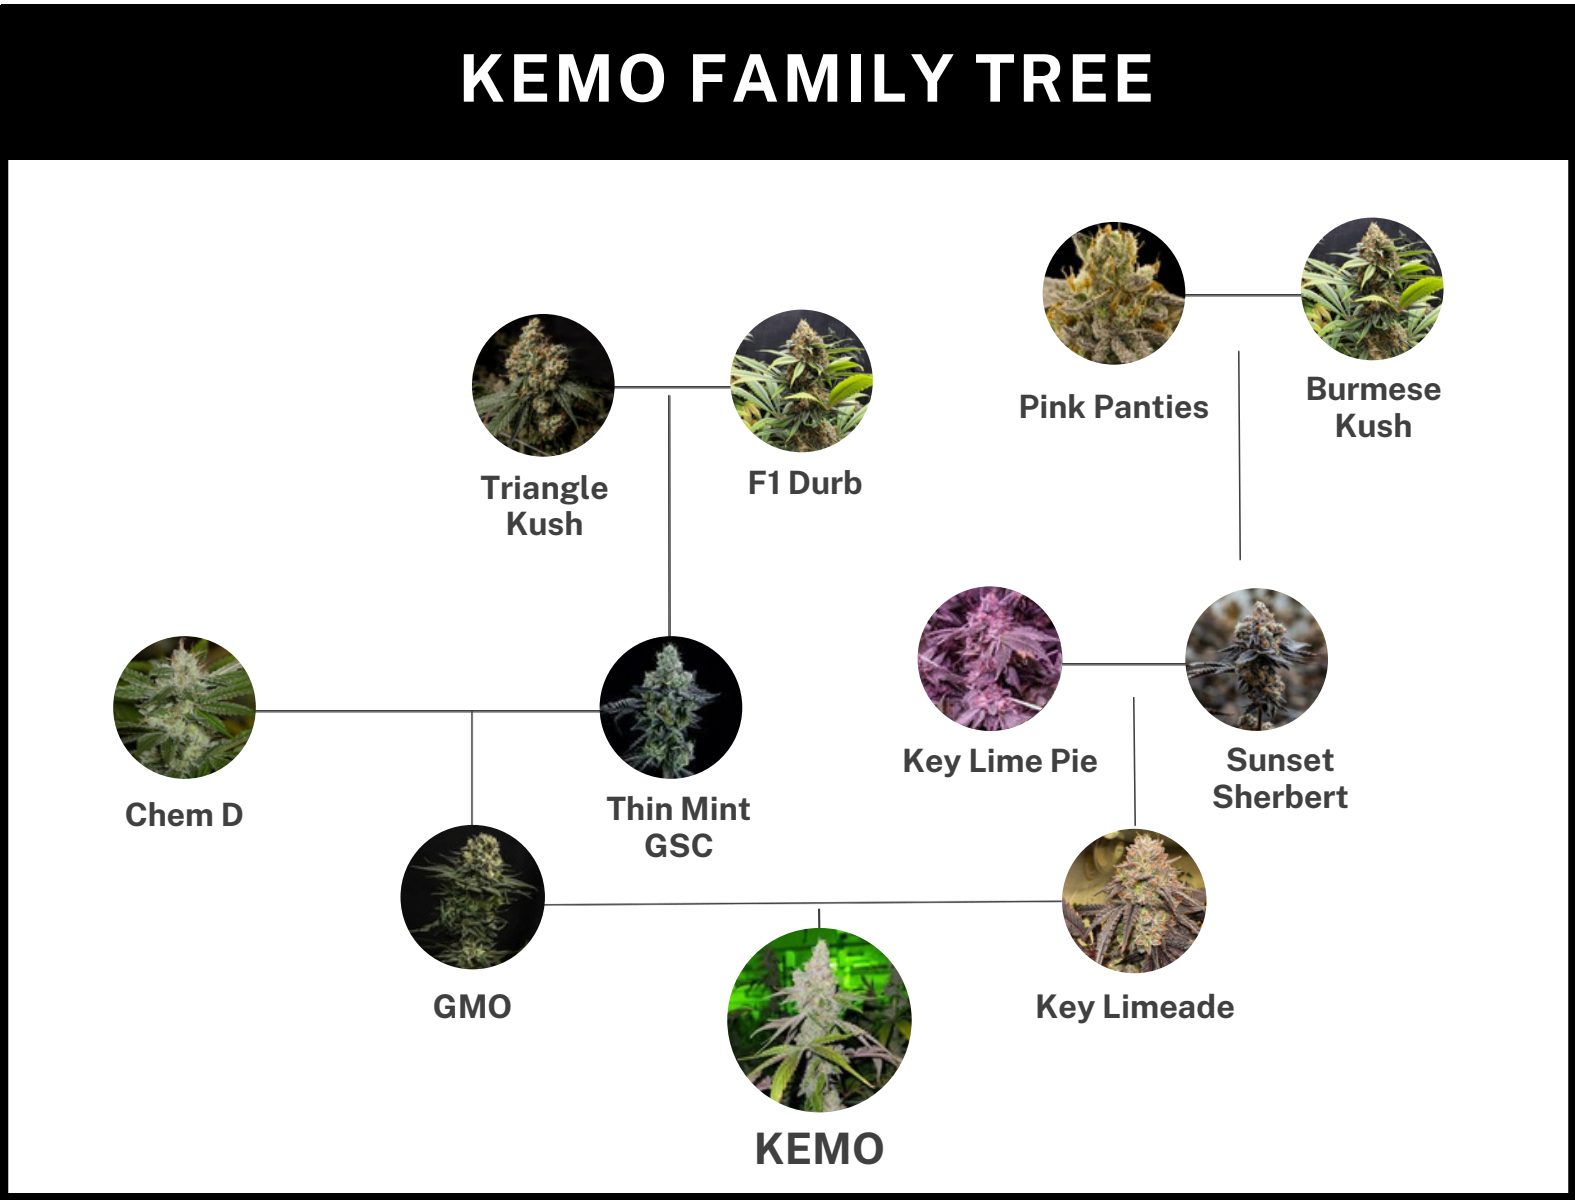 KEMO FAMILY TREE
Pink Panties
Burmese
Kush
Triangle
Kush
F1 Durb
Key Lime Pie
Sunset
Sherbert
Chem D
Thin Mint
GSC
GMO
Key Limeade
KEMO